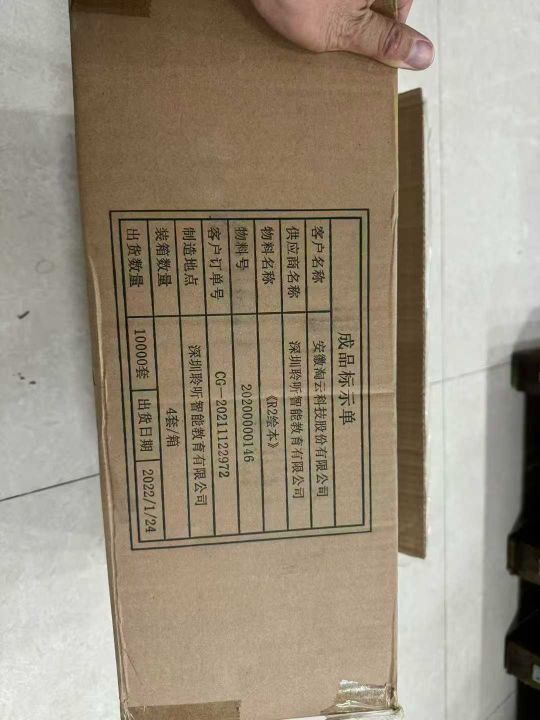 成品标示单
客户名称 安徽淘云科技股份有限公司
供应商名称 深圳聆听智能教育有限公司
物料名称 《R2绘本》
物料号 20200000146
客户订单号 CG-20211122972
制造地点 深圳聆听智能教育有限公司
装箱数量 4套/箱
出货数量 10000套 出货日期 2022/1/24